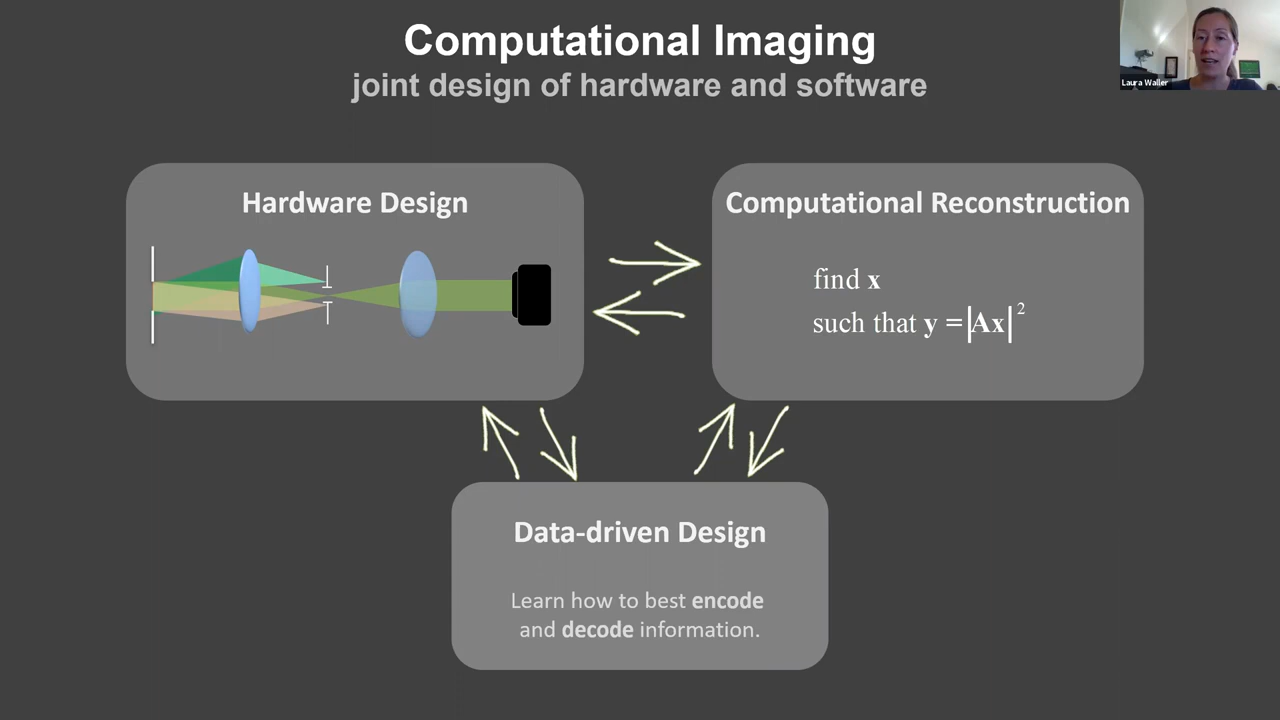 Computational Imaging
joint design of hardware and software
Laura Waller
Hardware Design
Computational Reconstruction
find x
such that y = |Ax|²
Data-driven Design
Learn how to best encode
and decode information.